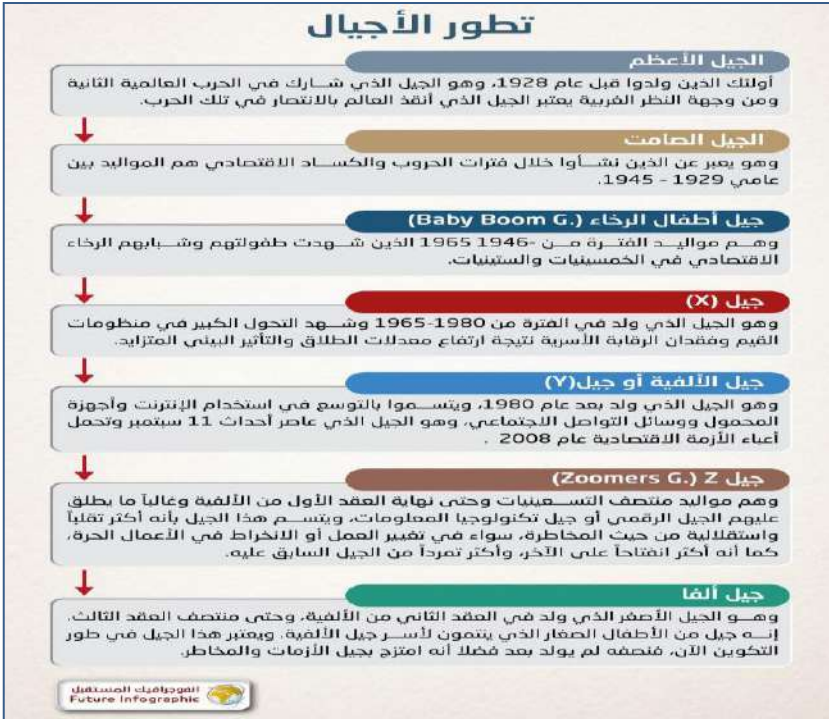 تطور الأجيال
الجيل الأعظم
أولئك الذين ولدوا قبل عام 1928، وهو الجيل الذي شارك في الحرب العالمية الثانية
ومن وجهة النظر الغربية يعتبر الجيل الذي أنقذ العالم بالانتصار في تلك الحرب.
الجيل الصامت
وهو يعبر عن الذين نشأوا خلال فترات الحروب والكساد الاقتصادي هم المواليد بين
عامي 1929 - 1945.
جيل أطفال الرخاء (Baby Boom G.)
وهم مواليد الفترة من -1946 1965 الذين شهدت طفولتهم وشبابهم الرخاء
الاقتصادي في الخمسينيات والستينيات.
جيل (X)
وهو الجيل الذي ولد في الفترة من 1980-1965 وشهد التحول الكبير في منظومات
القيم وفقدان الرقابة الأسرية نتيجة ارتفاع معدلات الطلاق والتأثير البيئي المتزايد.
جيل الألفية أو جيل(Y)
وهو الجيل الذي ولد بعد عام 1980، ويتسموا بالتوسع في استخدام الإنترنت وأجهزة
المحمول ووسائل التواصل الاجتماعي، وهو الجيل الذي عاصر أحداث 11 سبتمبر وتحمل
أعباء الأزمة الاقتصادية عام 2008 .
جيل Z (Zoomers G.)
وهم مواليد منتصف التسعينيات وحتى نهاية العقد الأول من الألفية وغالباً ما يطلق
عليهم الجيل الرقمي أو جيل تكنولوجيا المعلومات، ويتسم هذا الجيل بأنه أكثر تقلباً
واستقلالية من حيث المخاطرة، سواء في تغيير العمل أو الانخراط في الأعمال الحرة،
كما أنه أكثر انفتاحاً على الآخر، وأكثر تمرداً من الجيل السابق عليه.
جيل ألفا
وهو الجيل الأصغر الذي ولد في العقد الثاني من الألفية، وحتى منتصف العقد الثالث.
إنه جيل من الأطفال الصغار الذي ينتمون لأسر جيل الألفية. ويعتبر هذا الجيل في طور
التكوين الآن، فنصفه لم يولد بعد فضلا أنه امتزج بجيل الأزمات والمخاطر.
انفوجرافيك المستقبل
Future Infographic